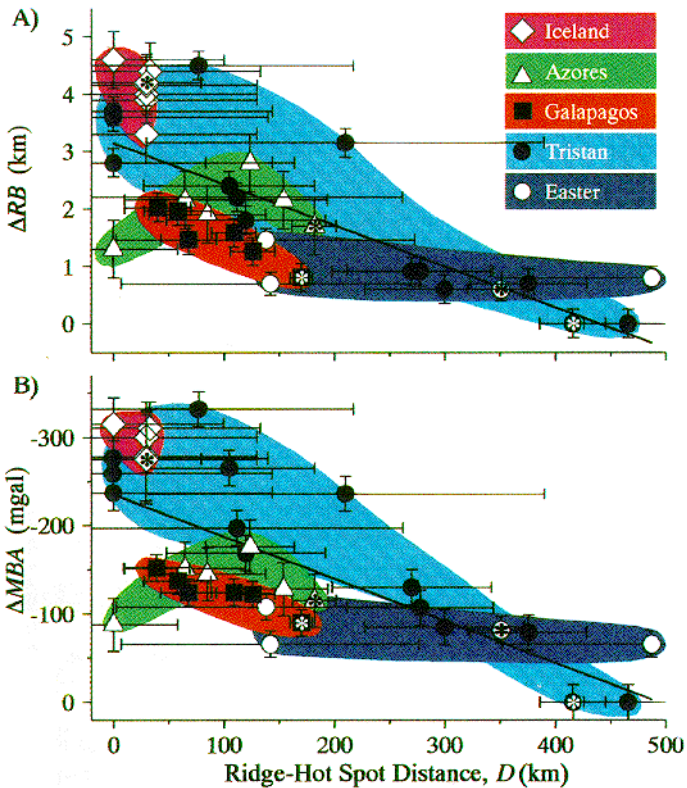 A)
5
4
3
2
1
0
ΔRB (km)
Iceland
Azores
Galapagos
Tristan
Easter
B)
-300
-200
-100
0
ΔMBA (mgal)
0 100 200 300 400 500
Ridge-Hot Spot Distance, D (km)